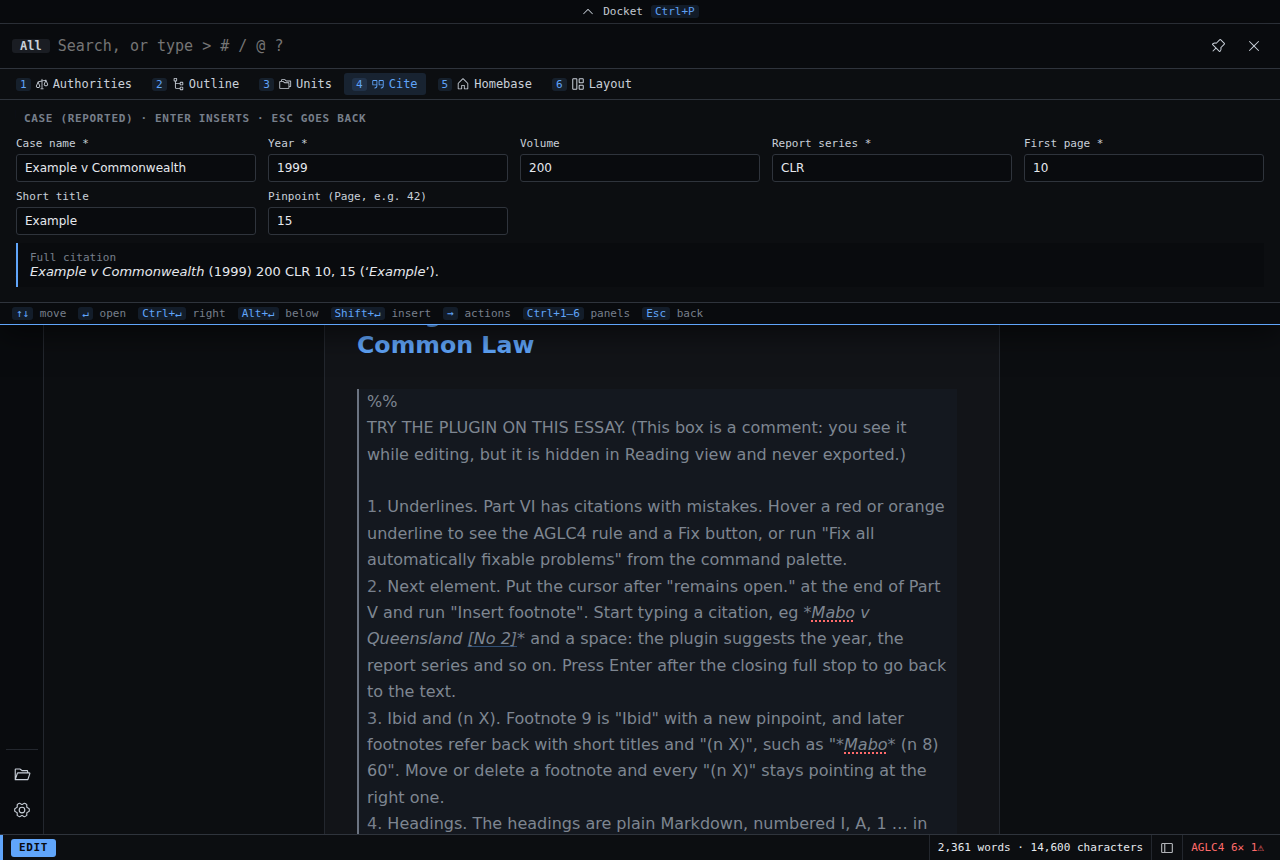 Docket Ctrl+P
All Search, or type > # / @ ?
1 Authorities 2 Outline 3 Units 4 Cite 5 Homebase 6 Layout
CASE (REPORTED) · ENTER INSERTS · ESC GOES BACK
Case name * Year * Volume Report series * First page *
Example v Commonwealth 1999 200 CLR 10
Short title Pinpoint (Page, e.g. 42)
Example 15
Full citation
Example v Commonwealth (1999) 200 CLR 10, 15 (‘Example’).
↑↓ move ↵ open Ctrl+↵ right Alt+↵ below Shift+↵ insert → actions Ctrl+1–6 panels Esc back
Common Law
%%
TRY THE PLUGIN ON THIS ESSAY. (This box is a comment: you see it
while editing, but it is hidden in Reading view and never exported.)
1. Underlines. Part VI has citations with mistakes. Hover a red or orange
underline to see the AGLC4 rule and a Fix button, or run "Fix all
automatically fixable problems" from the command palette.
2. Next element. Put the cursor after "remains open." at the end of Part
V and run "Insert footnote". Start typing a citation, eg *Mabo v
Queensland [No 2]* and a space: the plugin suggests the year, the
report series and so on. Press Enter after the closing full stop to go back
to the text.
3. Ibid and (n X). Footnote 9 is "Ibid" with a new pinpoint, and later
footnotes refer back with short titles and "(n X)", such as "*Mabo* (n 8)
60". Move or delete a footnote and every "(n X)" stays pointing at the
right one.
4. Headings. The headings are plain Markdown, numbered I, A, 1 … in
EDIT 2,361 words · 14,600 characters AGLC4 6× 1⚠